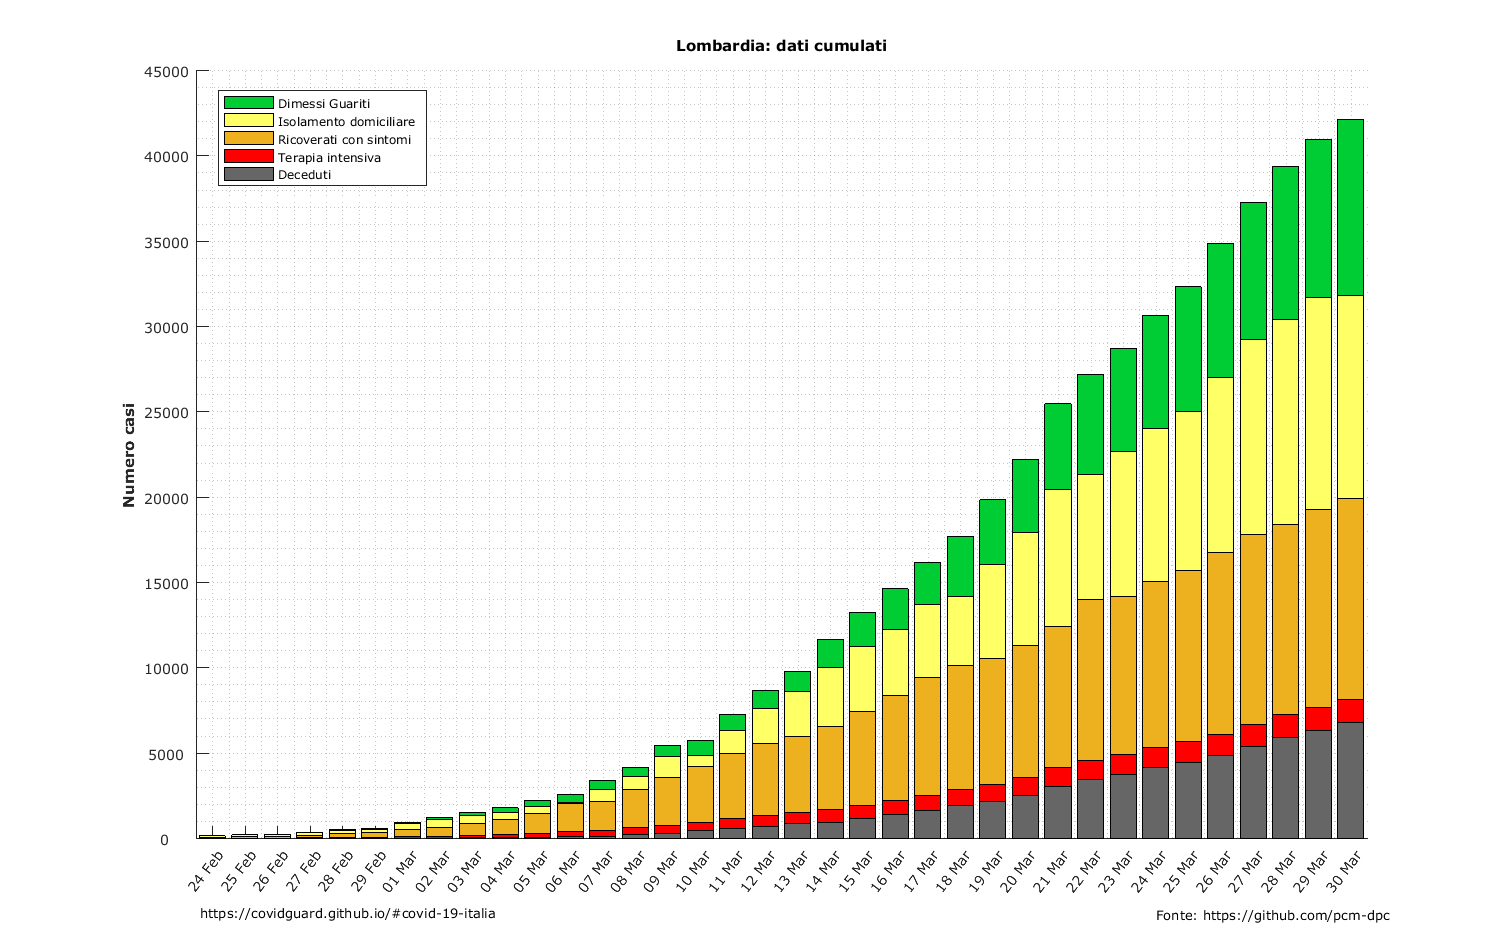 Lombardia: dati cumulati
45000
40000
35000
30000
25000
20000
15000
10000
5000
0
Numero casi
Dimessi Guariti
Isolamento domiciliare
Ricoverati con sintomi
Terapia intensiva
Deceduti
24 Feb
25 Feb
26 Feb
27 Feb
28 Feb
29 Feb
01 Mar
02 Mar
03 Mar
04 Mar
05 Mar
06 Mar
07 Mar
08 Mar
09 Mar
10 Mar
11 Mar
12 Mar
13 Mar
14 Mar
15 Mar
16 Mar
17 Mar
18 Mar
19 Mar
20 Mar
21 Mar
22 Mar
23 Mar
24 Mar
25 Mar
26 Mar
27 Mar
28 Mar
29 Mar
30 Mar
https://covidguard.github.io/#covid-19-italia
Fonte: https://github.com/pcm-dpc